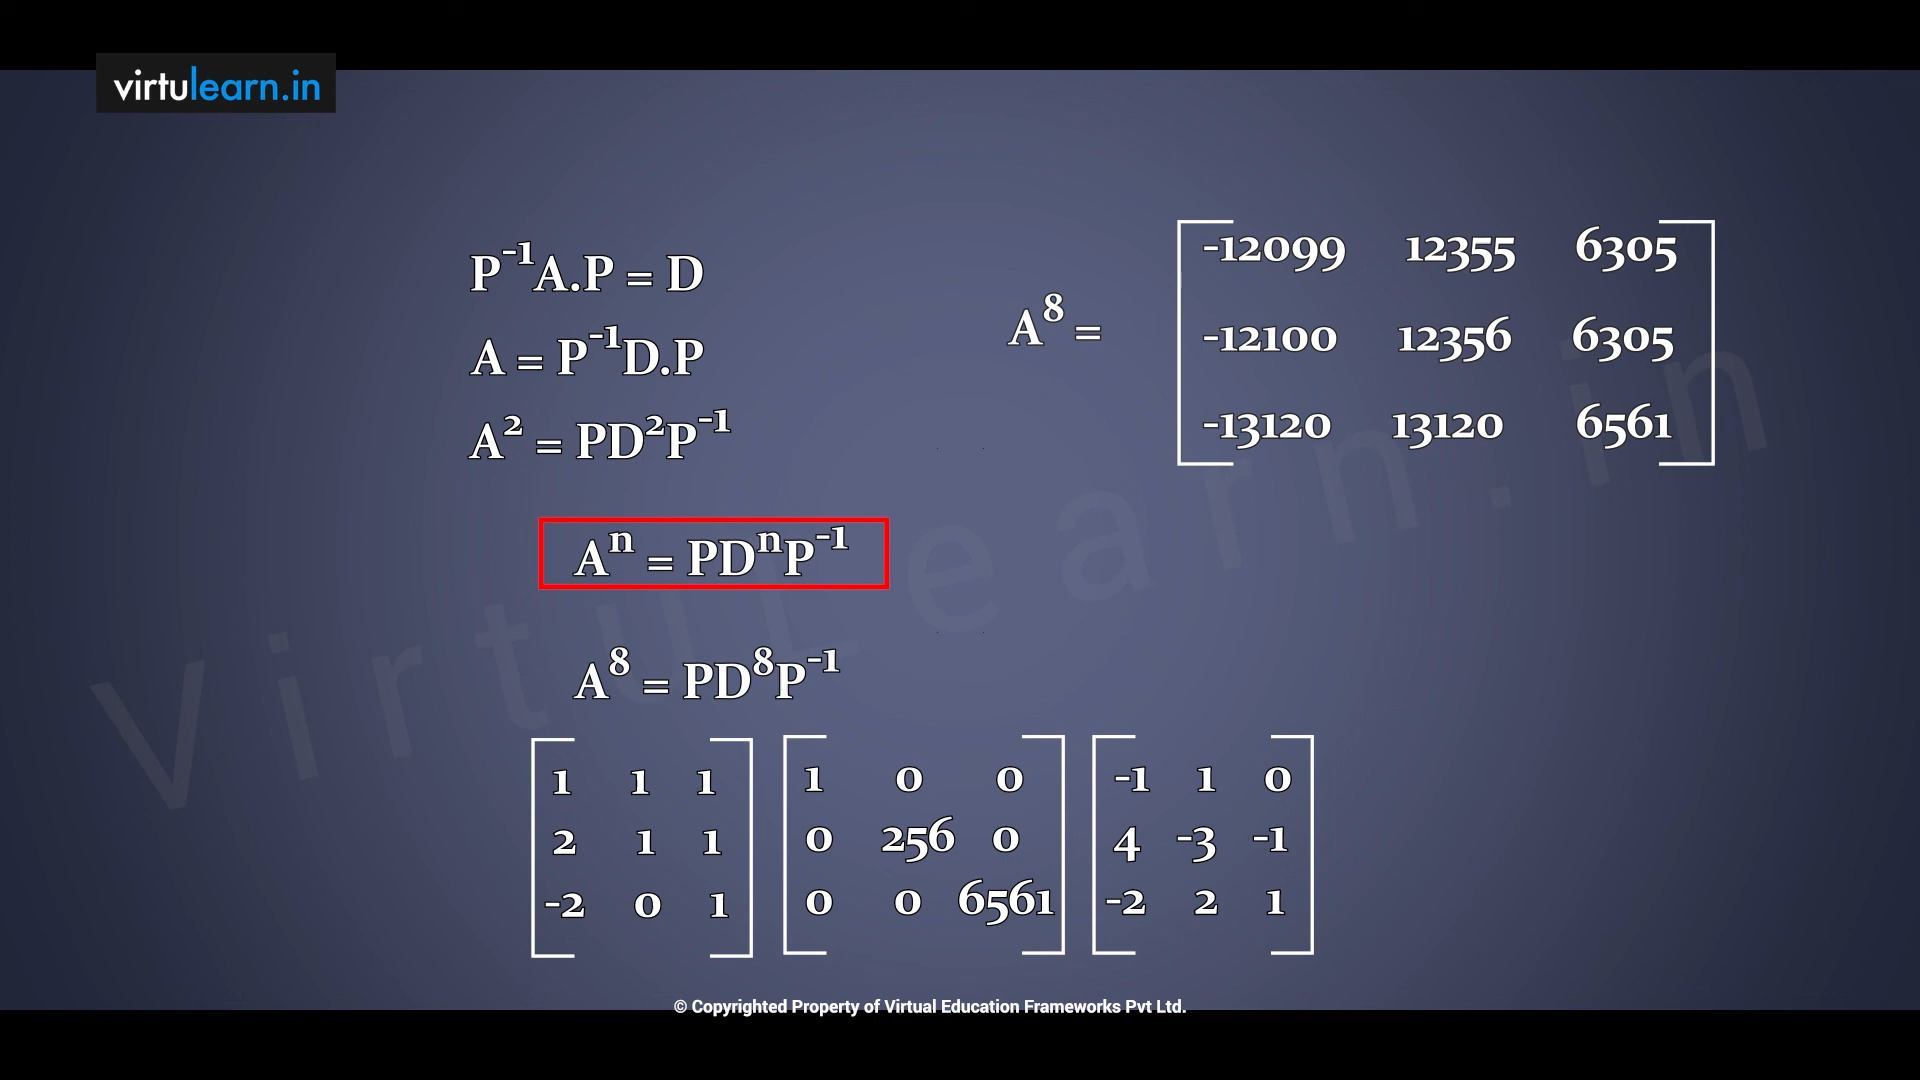 virtulearn.in
P⁻¹A.P = D
A = P⁻¹D.P
A² = PD²P⁻¹
Aⁿ = PDⁿP⁻¹
A⁸ = PD⁸P⁻¹
1 1 1
2 1 1
-2 0 1
1 0 0
0 256 0
0 0 6561
-1 1 0
4 -3 -1
-2 2 1
A⁸ =
-12099 12355 6305
-12100 12356 6305
-13120 13120 6561
VirtuLearn.in
© Copyrighted Property of Virtual Education Frameworks Pvt Ltd.